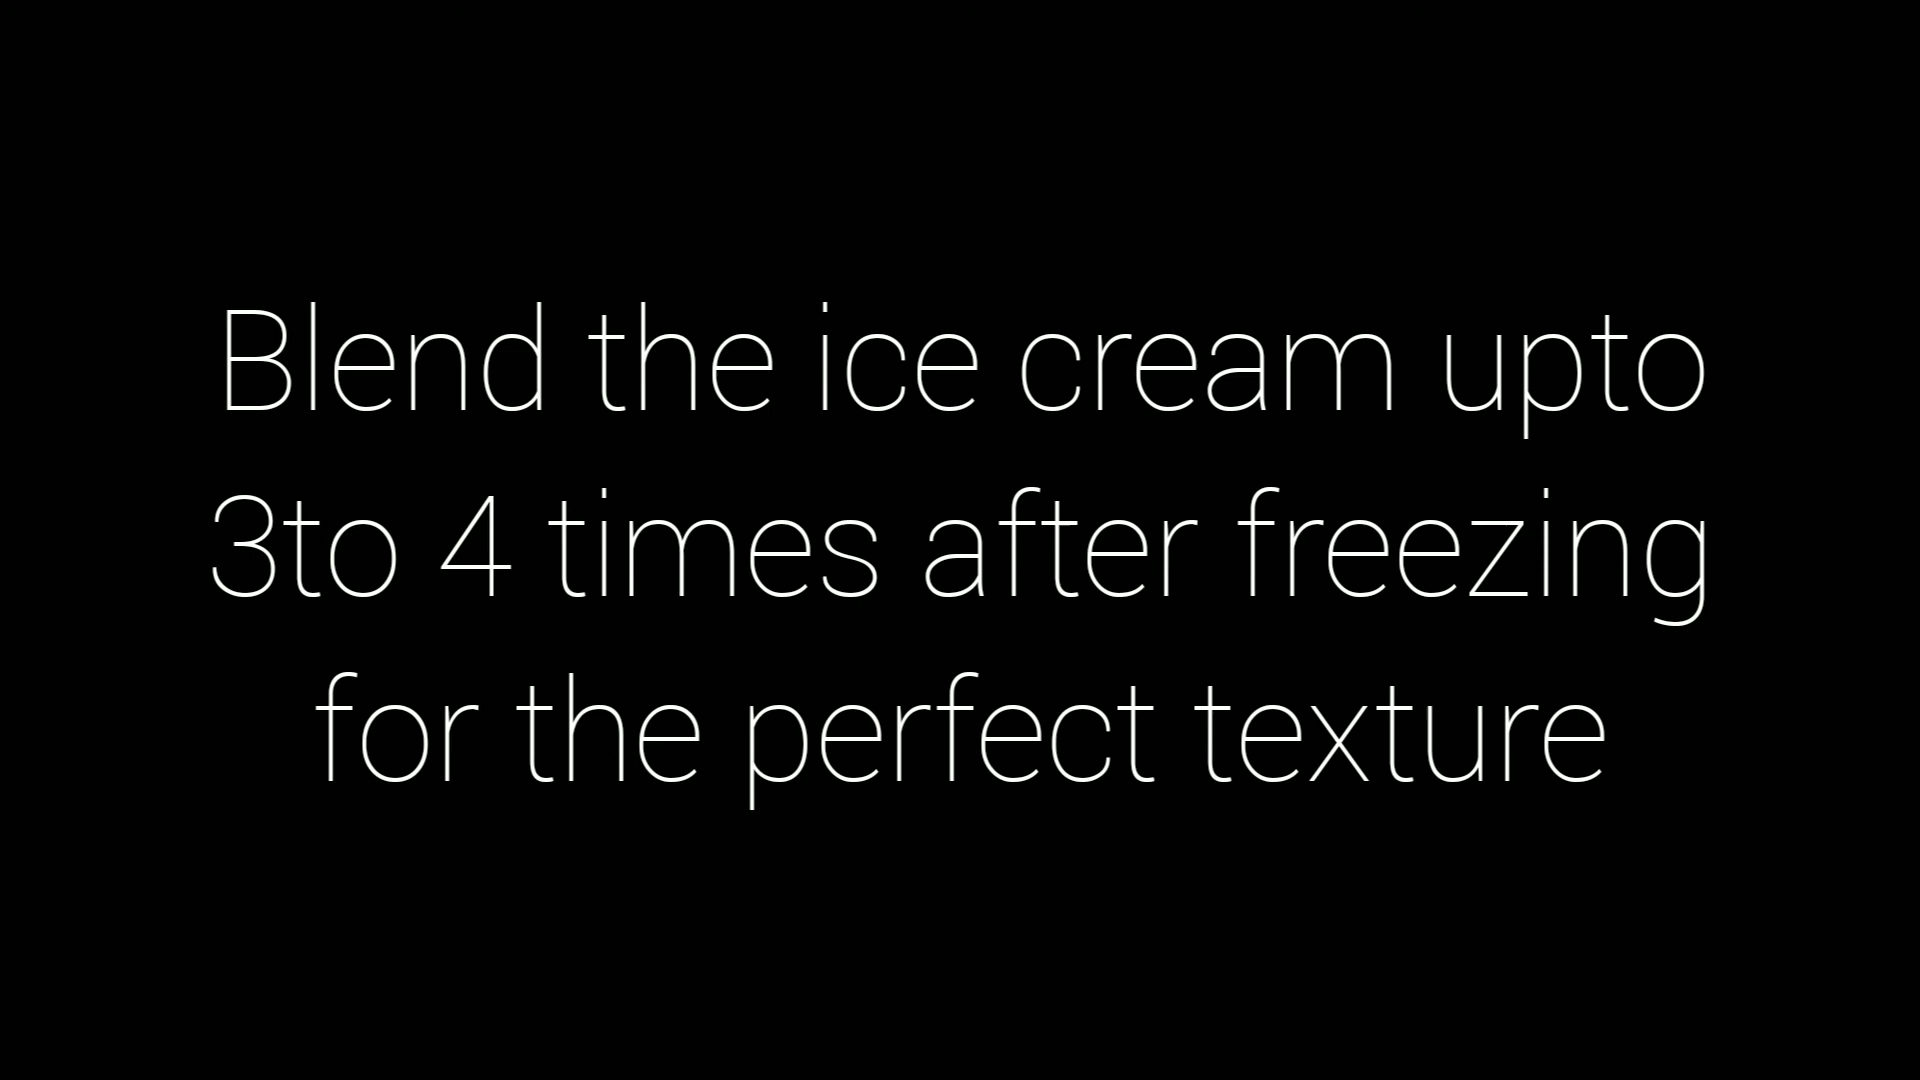 Blend the ice cream upto
3to 4 times after freezing
for the perfect texture